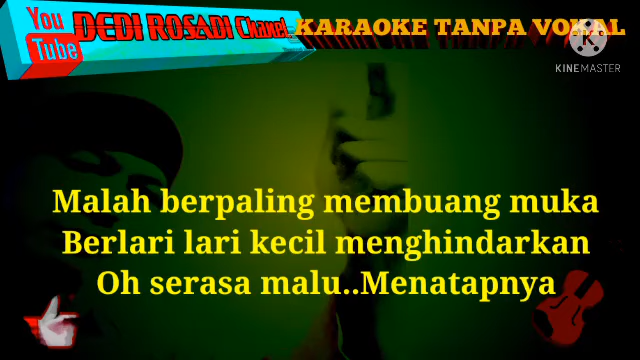 You
Tube
DEDI ROSADI Chanel
KARAOKE TANPA VOKAL
KINEMASTER
Malah berpaling membuang muka
Berlari lari kecil menghindarkan
Oh serasa malu..Menatapnya